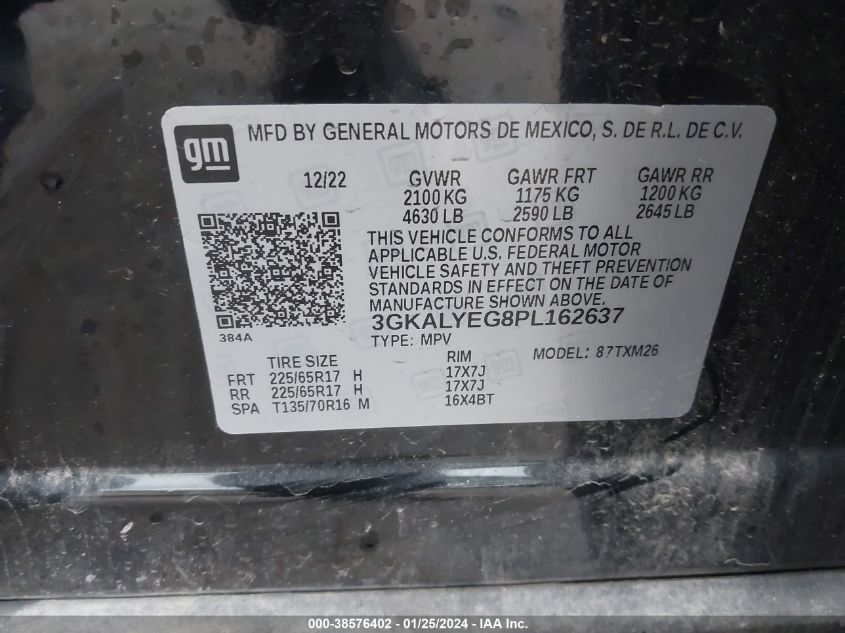 gm
MFD BY GENERAL MOTORS DE MEXICO, S. DE R.L. DE C.V.
12/22 GVWR GAWR FRT GAWR RR
2100 KG 1175 KG 1200 KG
4630 LB 2590 LB 2645 LB
THIS VEHICLE CONFORMS TO ALL
APPLICABLE U.S. FEDERAL MOTOR
VEHICLE SAFETY AND THEFT PREVENTION
STANDARDS IN EFFECT ON THE DATE OF
MANUFACTURE SHOWN ABOVE.
384A
3GKALYEG8PL162637
TYPE: MPV
TIRE SIZE RIM MODEL: 87TXM26
FRT 225/65R17 H 17X7J
RR 225/65R17 H 17X7J
SPA T135/70R16 M 16X4BT
000-38576402 - 01/25/2024 - IAA Inc.